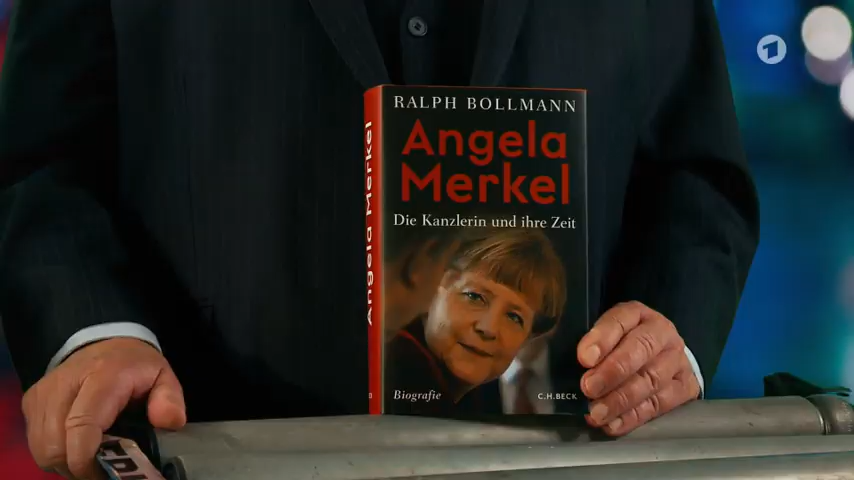 RALPH BOLLMANN
Angela
Merkel
Die Kanzlerin und ihre Zeit
Biografie
C.H.BECK
Angela Merkel
1